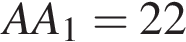 AA₁ = 22